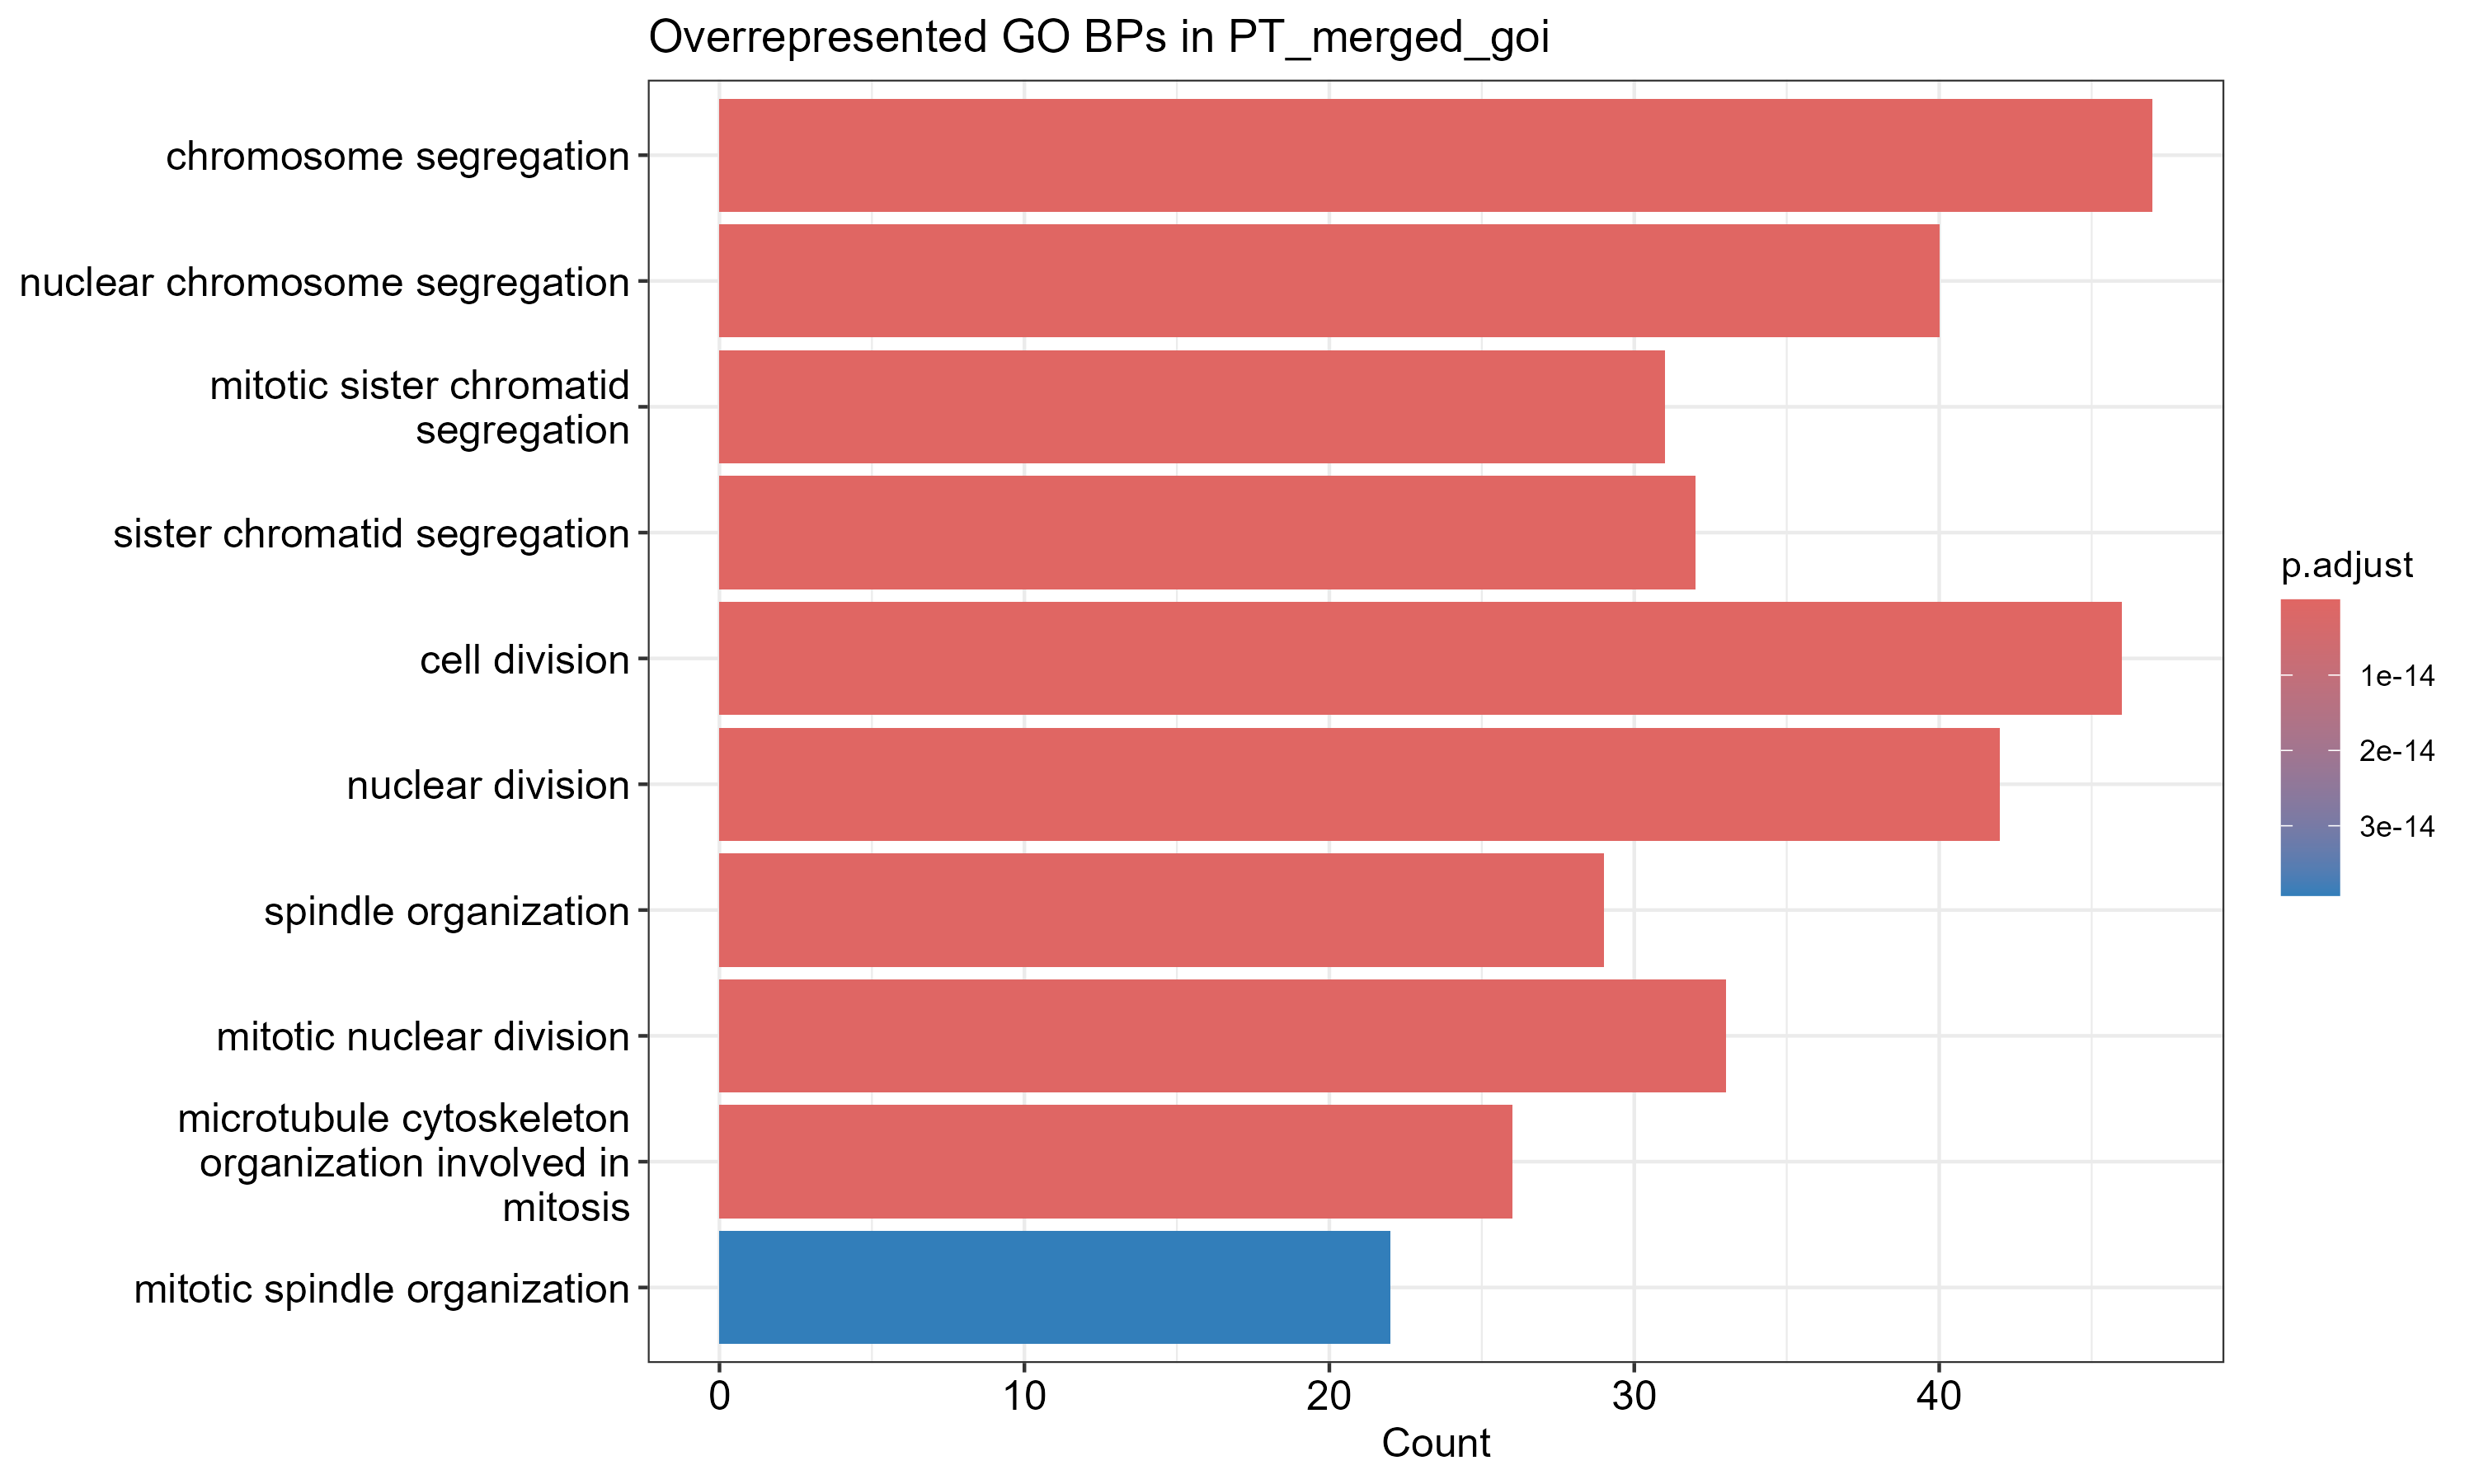 Overrepresented GO BPs in PT_merged_goi
chromosome segregation
nuclear chromosome segregation
mitotic sister chromatid
segregation
sister chromatid segregation
cell division
nuclear division
spindle organization
mitotic nuclear division
microtubule cytoskeleton
organization involved in
mitosis
mitotic spindle organization
0 10 20 30 40
Count
p.adjust
1e-14
2e-14
3e-14